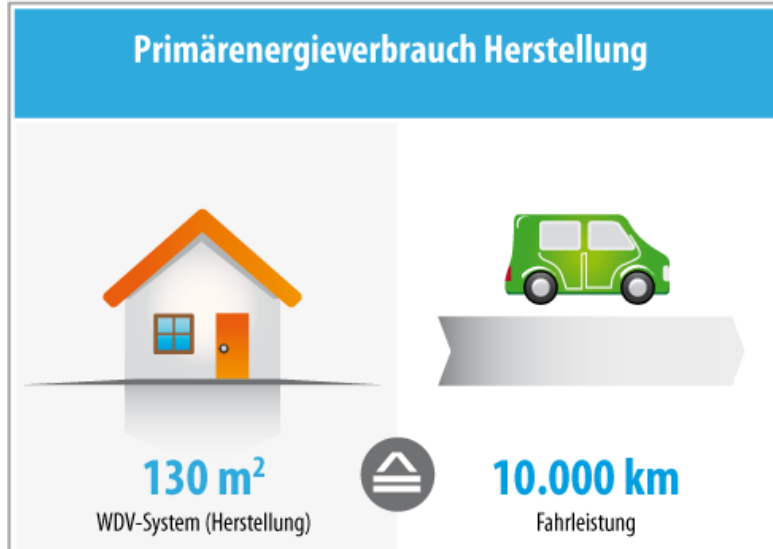 Primärenergieverbrauch Herstellung
130 m²
WDV-System (Herstellung)
10.000 km
Fahrleistung